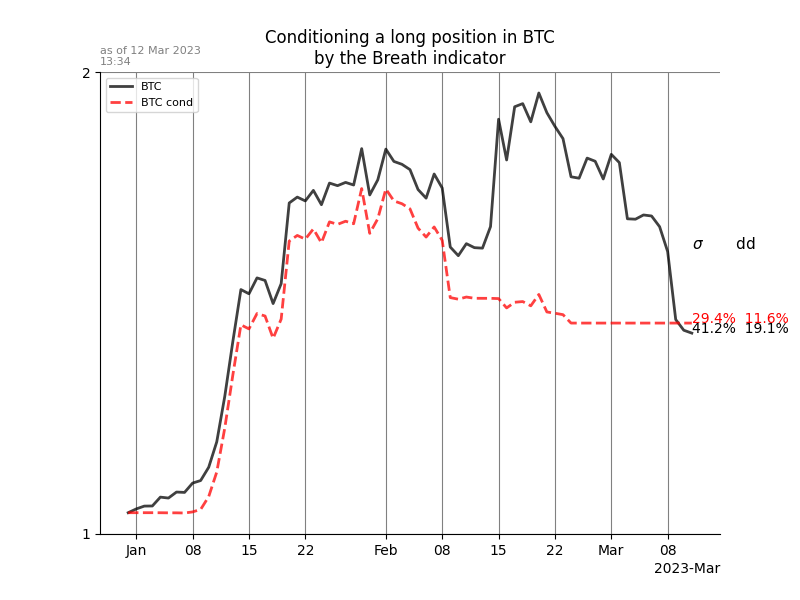 Conditioning a long position in BTC
by the Breath indicator
as of 12 Mar 2023
13:34
2
BTC
BTC cond
σ dd
29.4% 11.6%
41.2% 19.1%
1
Jan 08 15 22 Feb 08 15 22 Mar 08
2023-Mar